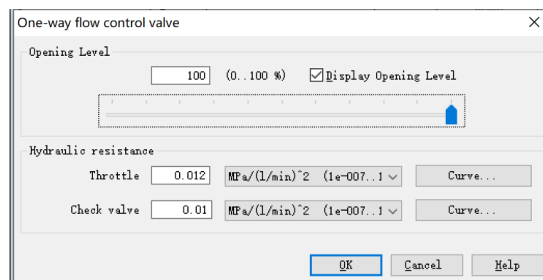 One-way flow control valve
Opening Level
100 (0..100 %) Display Opening Level
Hydraulic resistance
Throttle 0.012 MPa/(l/min)^2 (1e-007..1 Curve...
Check valve 0.01 MPa/(l/min)^2 (1e-007..1 Curve...
OK Cancel Help